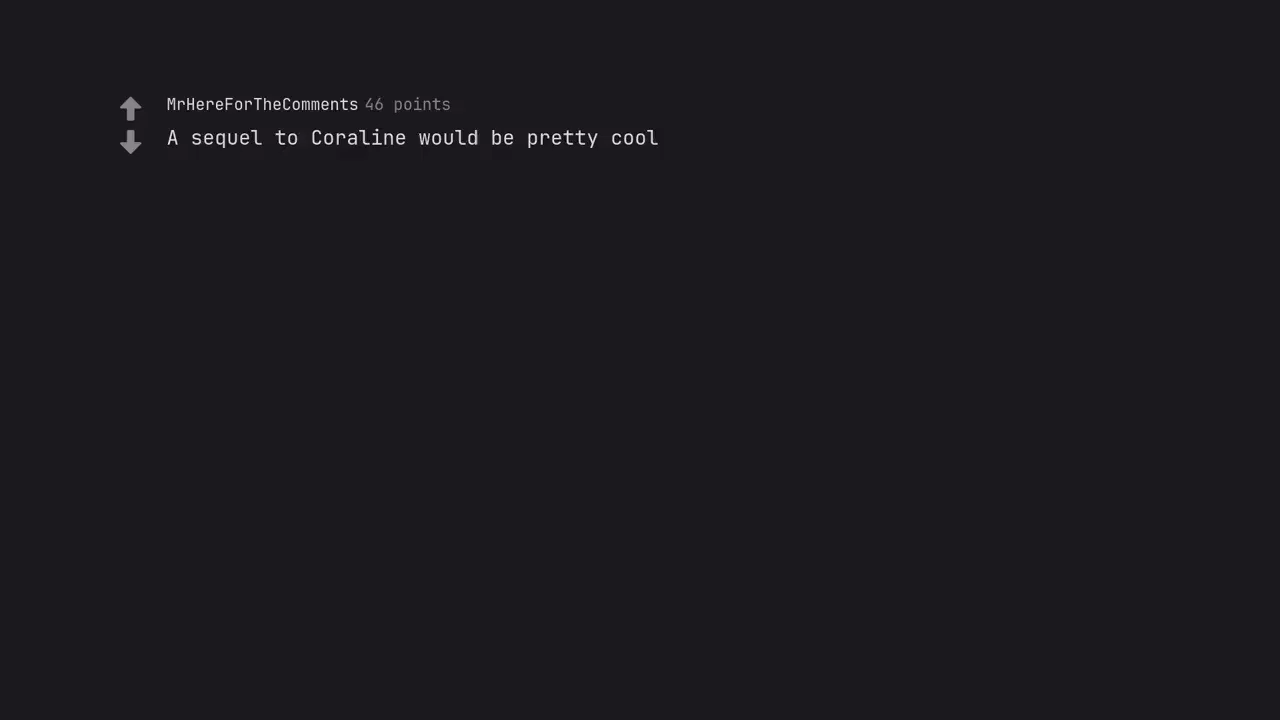 MrHereForTheComments 46 points
A sequel to Coraline would be pretty cool